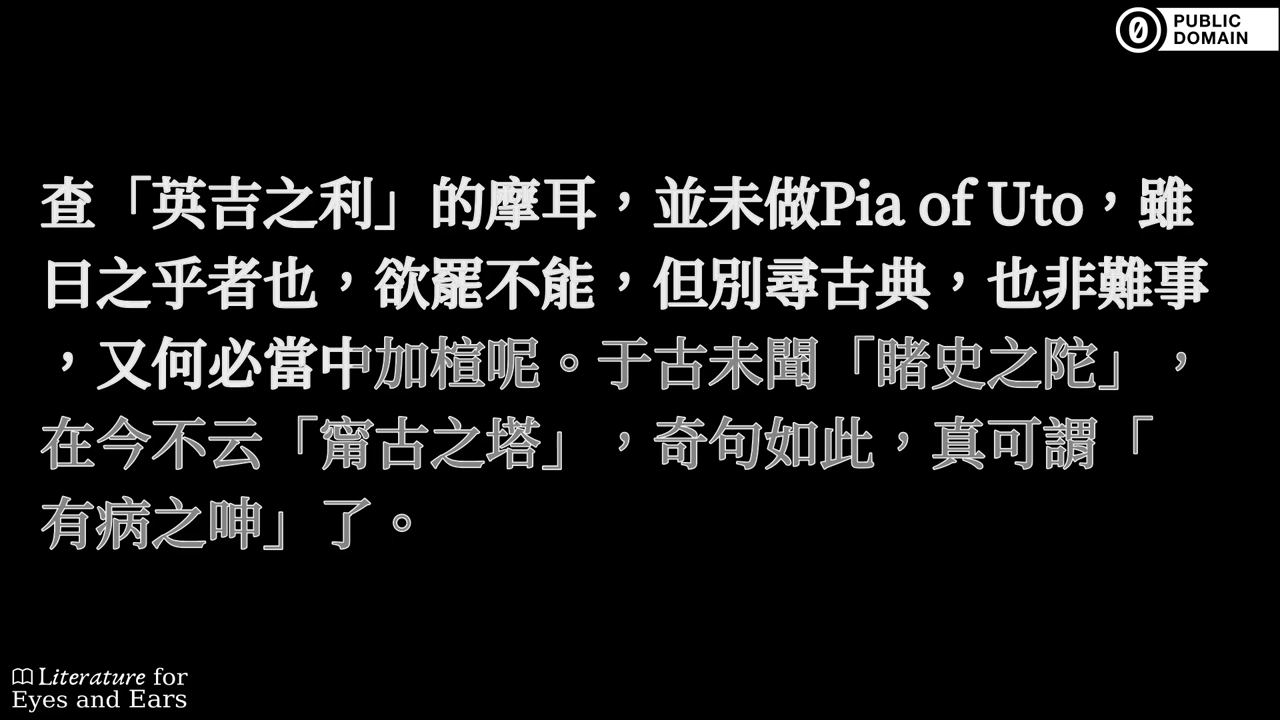 PUBLIC
DOMAIN
查「英吉之利」的摩耳，並未做Pia of Uto，雖
曰之乎者也，欲罷不能，但別尋古典，也非難事
，又何必當中加楦呢。于古未聞「睹史之陀」，
在今不云「甯古之塔」，奇句如此，真可謂「
有病之呻」了。
Literature for
Eyes and Ears